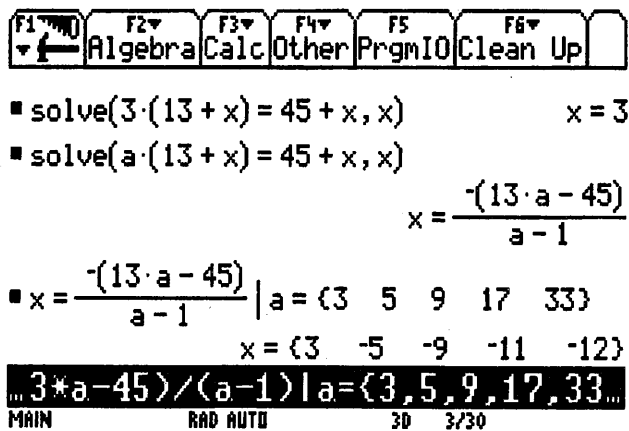 F1▼ F2▼ Algebra F3▼ Calc F4▼ Other F5 PrgmIO F6▼ Clean Up
▪ solve(3·(13 + x) = 45 + x, x) x = 3
▪ solve(a·(13 + x) = 45 + x, x)
x = ⁻(13·a − 45) / a − 1
▪ x = ⁻(13·a − 45) / a − 1 | a = {3 5 9 17 33}
x = {3 ⁻5 ⁻9 ⁻11 ⁻12}
…3*a-45)/(a-1)|a={3,5,9,17,33…
MAIN RAD AUTO 3D 3/30